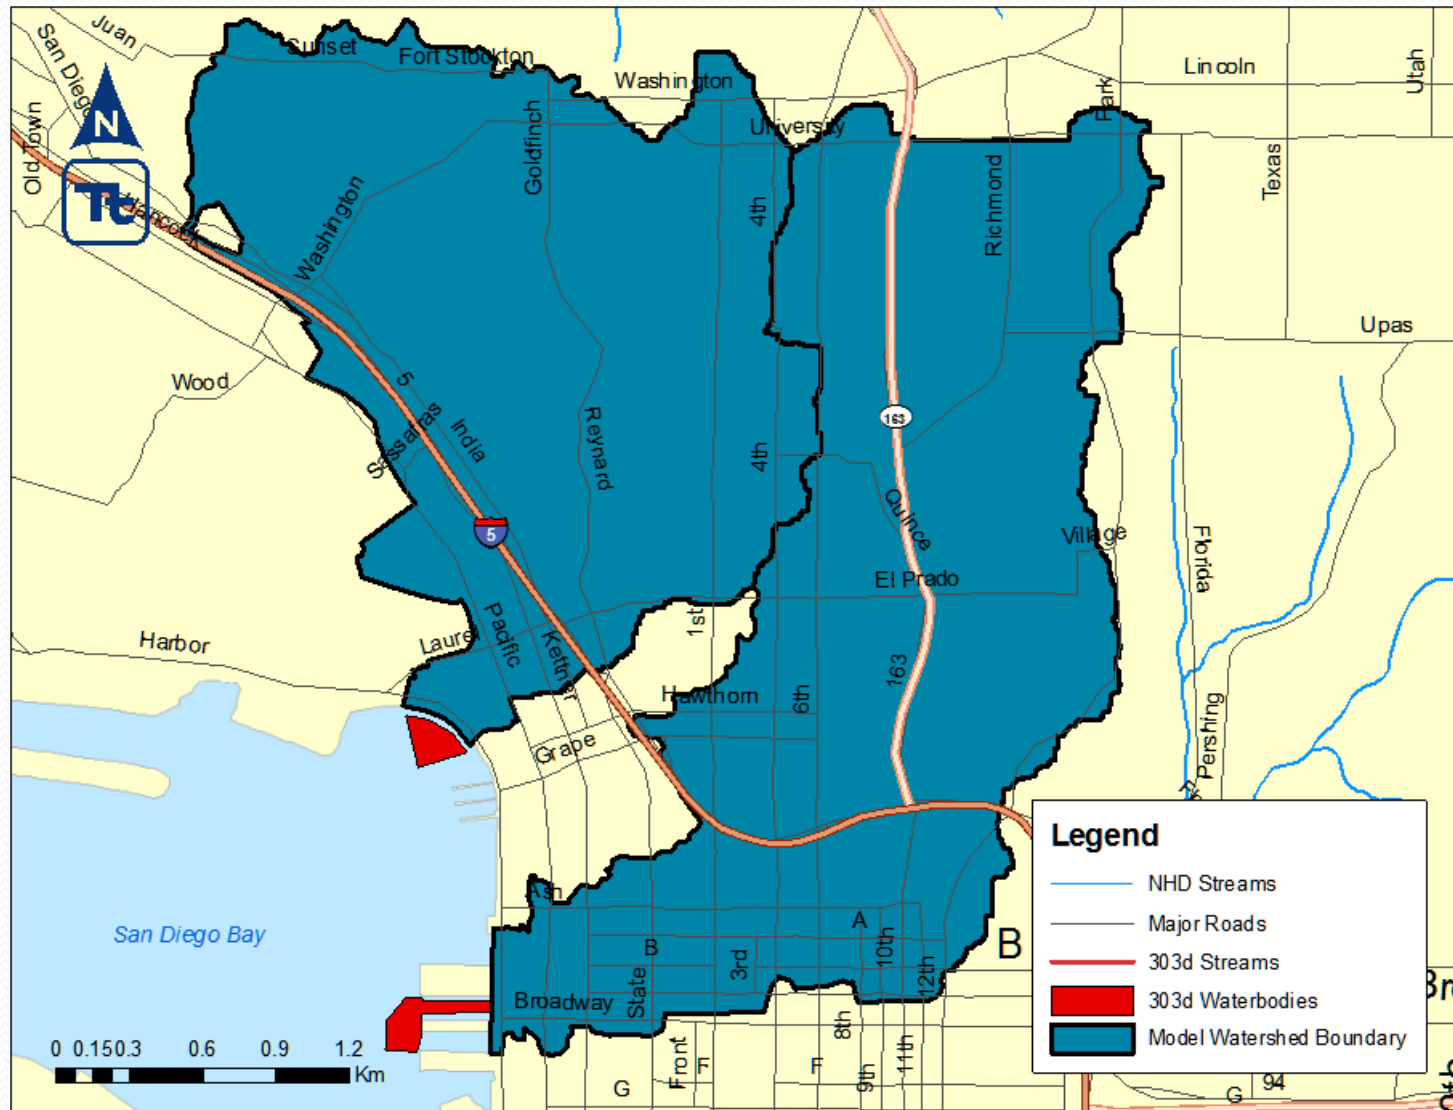 Juan
San Diego
Sunset
Fort Stockton
Washington
Lincoln
Utah
Park
University
Old Town
N
Tt
Hancock
Goldfinch
Washington
4th
Richmond
Texas
Upas
Wood
5
Sassafras
India
Reynard
4th
163
Quince
5
Village
Florida
El Prado
Harbor
Laurel
Pacific
Kettner
1st
Hawthorn
6th
163
Pershing
Grape
Ash
A
B
10th
3rd
12th
B
State
Broadway
San Diego Bay
8th
Front
F
F
9th
11th
G
G
94
Legend
NHD Streams
Major Roads
303d Streams
303d Waterbodies
Model Watershed Boundary
0 0.15 0.3 0.6 0.9 1.2
Km